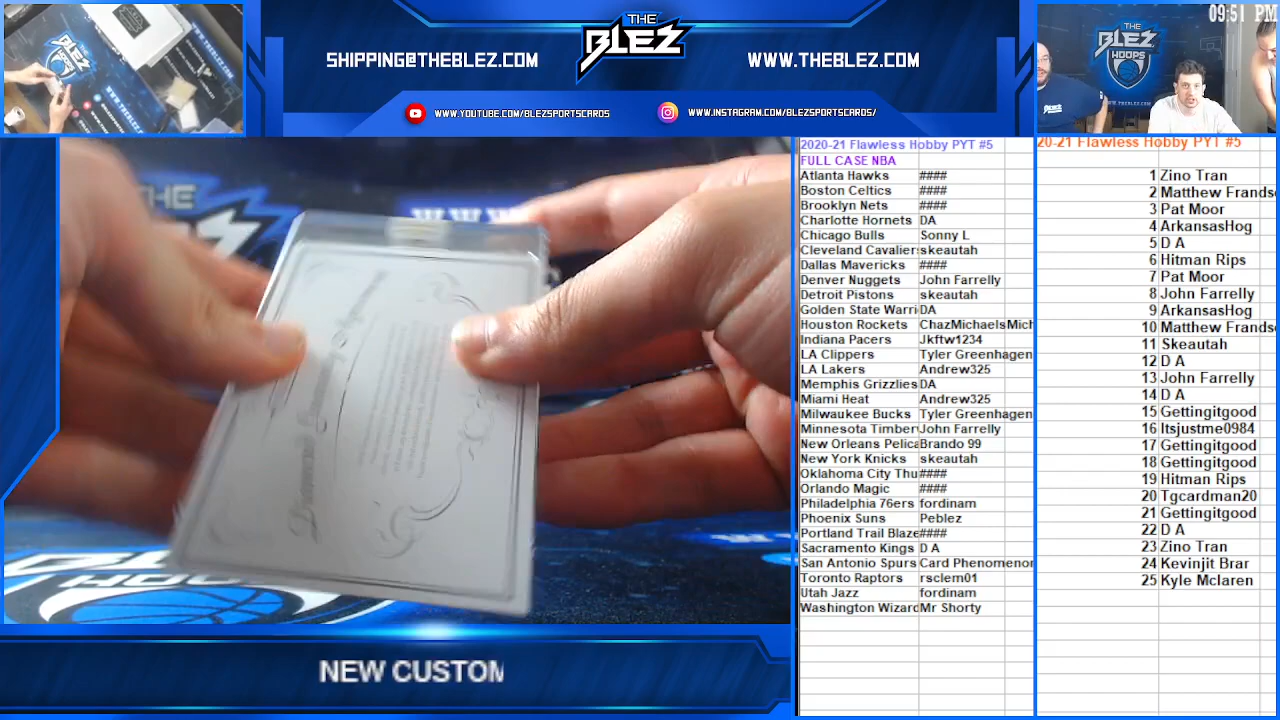 THE
BLEZ
SHIPPING@THEBLEZ.COM
WWW.THEBLEZ.COM
WWW.YOUTUBE.COM/BLEZSPORTSCARDS
WWW.INSTAGRAM.COM/BLEZSPORTSCARDS/
09:51 PM
THE
BLEZ
HOOPS
NEW CUSTOM
2020-21 Flawless Hobby PYT #5
FULL CASE NBA
Atlanta Hawks ####
Boston Celtics ####
Brooklyn Nets ####
Charlotte Hornets DA
Chicago Bulls Sonny L
Cleveland Cavaliers skeautah
Dallas Mavericks ####
Denver Nuggets John Farrelly
Detroit Pistons skeautah
Golden State Warri DA
Houston Rockets ChazMichaelsMich
Indiana Pacers Jkftw1234
LA Clippers Tyler Greenhagen
LA Lakers Andrew325
Memphis Grizzlies DA
Miami Heat Andrew325
Milwaukee Bucks Tyler Greenhagen
Minnesota Timber John Farrelly
New Orleans Pelica Brando 99
New York Knicks skeautah
Oklahoma City Thu ####
Orlando Magic ####
Philadelphia 76ers fordinam
Phoenix Suns Peblez
Portland Trail Blaze ####
Sacramento Kings D A
San Antonio Spurs Card Phenomenon
Toronto Raptors rsclem01
Utah Jazz fordinam
Washington Wizard Mr Shorty
20-21 Flawless Hobby PYT #5
1 Zino Tran
2 Matthew Frandse
3 Pat Moor
4 ArkansasHog
5 D A
6 Hitman Rips
7 Pat Moor
8 John Farrelly
9 ArkansasHog
10 Matthew Frandse
11 Skeautah
12 D A
13 John Farrelly
14 D A
15 Gettingitgood
16 Itsjustme0984
17 Gettingitgood
18 Gettingitgood
19 Hitman Rips
20 Tgcardman20
21 Gettingitgood
22 D A
23 Zino Tran
24 Kevinjit Brar
25 Kyle Mclaren